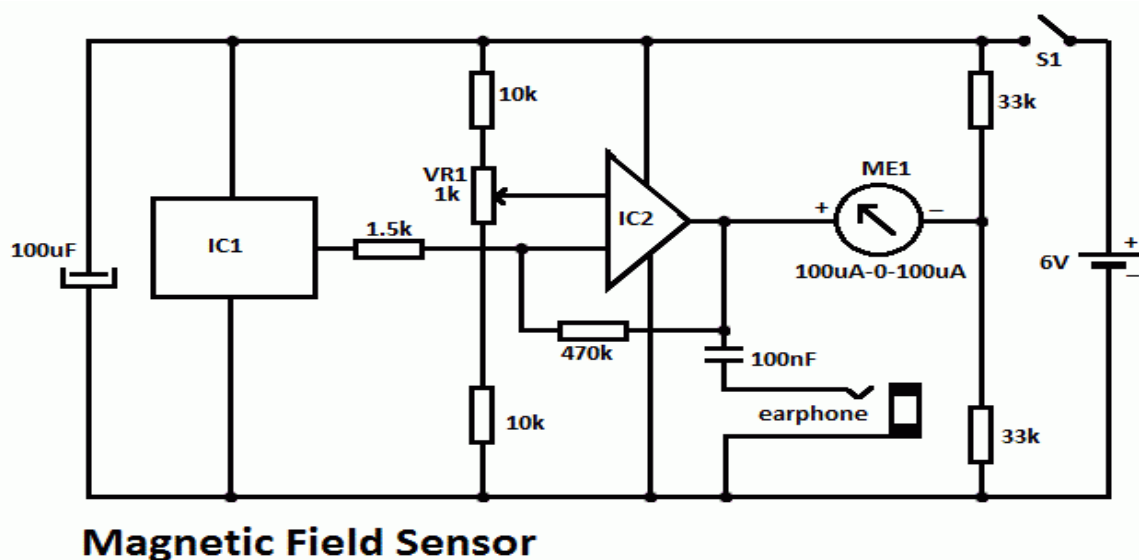 S1
10k
33k
VR1
1k
ME1
+
–
IC2
1.5k
IC1
100uF
100uA-0-100uA
6V
+
–
470k
100nF
earphone
10k
33k
Magnetic Field Sensor